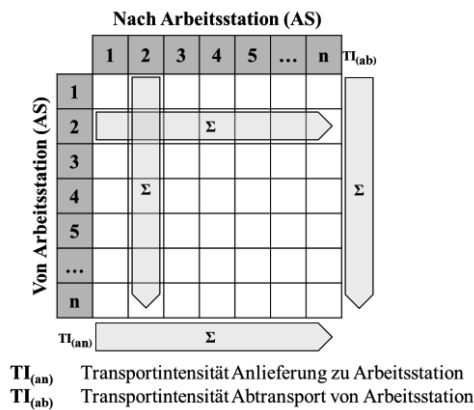 Nach Arbeitsstation (AS)
1 2 3 4 5 ... n TI(ab)
Von Arbeitsstation (AS)
1
2 Σ
3
4 Σ Σ
5
...
n
TI(an) Σ
TI(an) Transportintensität Anlieferung zu Arbeitsstation
TI(ab) Transportintensität Abtransport von Arbeitsstation